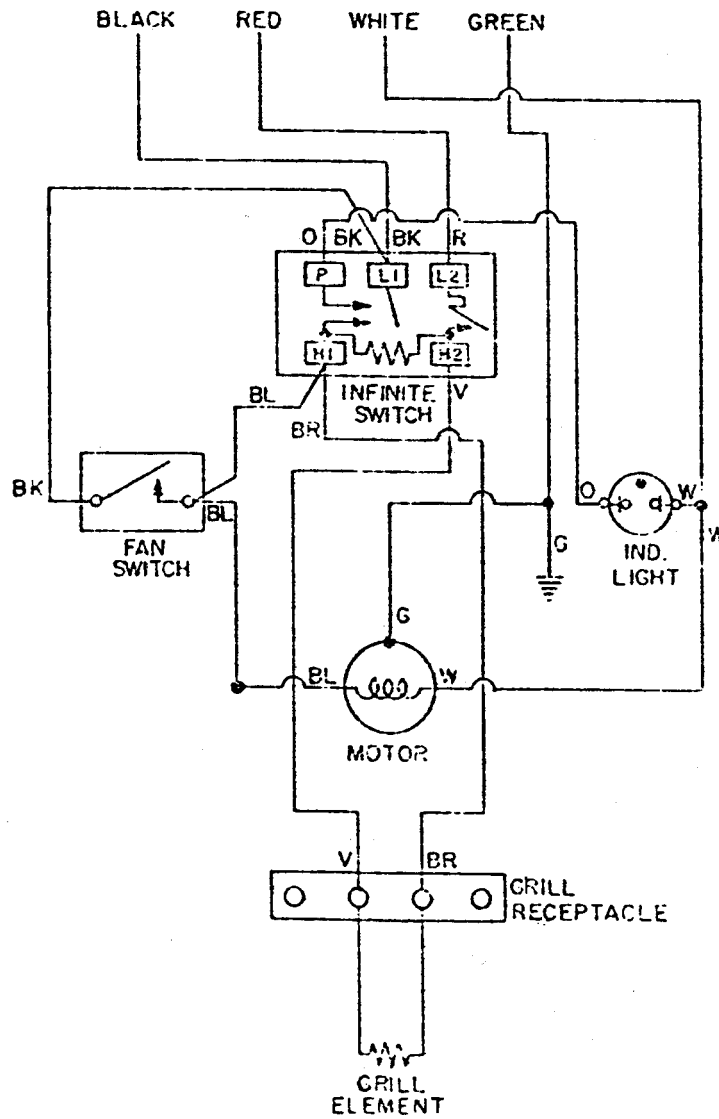 BLACK RED WHITE GREEN
O BK BK R
P L1 L2
H1 H2
INFINITE
SWITCH
BL
BR
V
BK
BL
FAN
SWITCH
O W
W
IND.
LIGHT
G
G
BL W
MOTOR
V BR
GRILL
RECEPTACLE
GRILL
ELEMENT